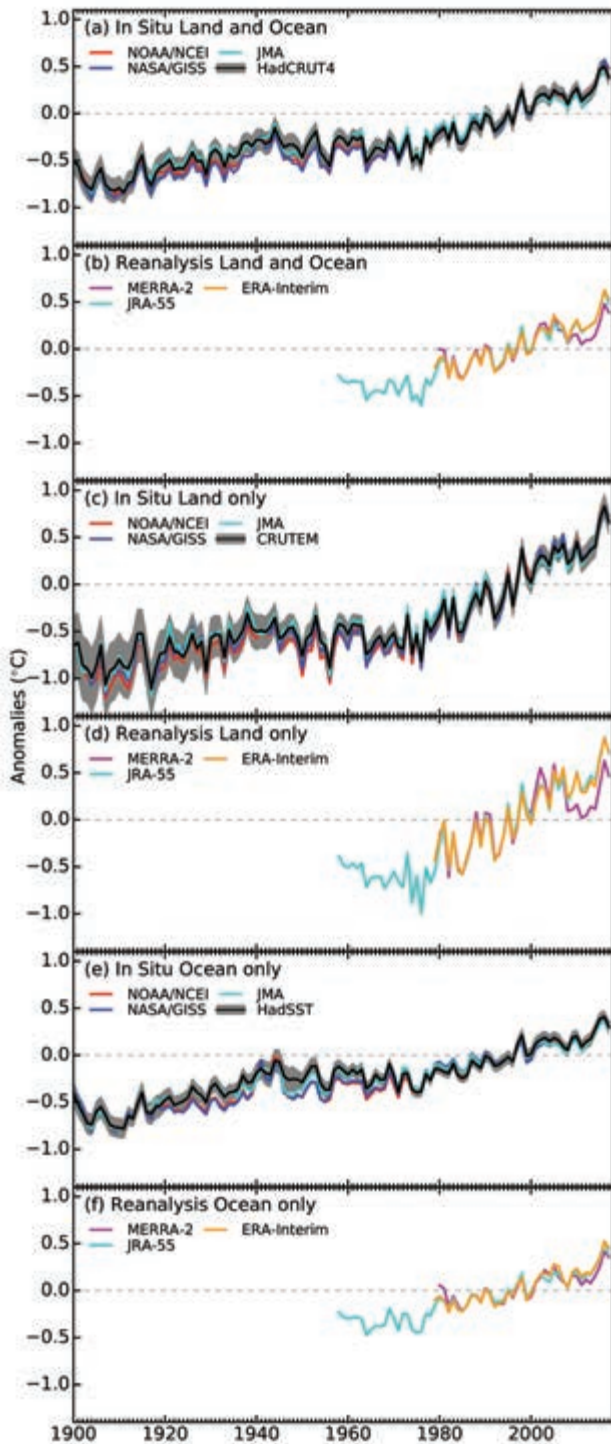 (a) In Situ Land and Ocean
NOAA/NCEI JMA
NASA/GISS HadCRUT4
1.0
0.5
0.0
−0.5
−1.0
(b) Reanalysis Land and Ocean
MERRA-2 ERA-Interim
JRA-55
1.0
0.5
0.0
−0.5
−1.0
(c) In Situ Land only
NOAA/NCEI JMA
NASA/GISS CRUTEM
1.0
0.5
0.0
−0.5
−1.0
Anomalies (°C)
(d) Reanalysis Land only
MERRA-2 ERA-Interim
JRA-55
1.0
0.5
0.0
−0.5
−1.0
(e) In Situ Ocean only
NOAA/NCEI JMA
NASA/GISS HadSST
1.0
0.5
0.0
−0.5
−1.0
(f) Reanalysis Ocean only
MERRA-2 ERA-Interim
JRA-55
1.0
0.5
0.0
−0.5
−1.0
1900 1920 1940 1960 1980 2000